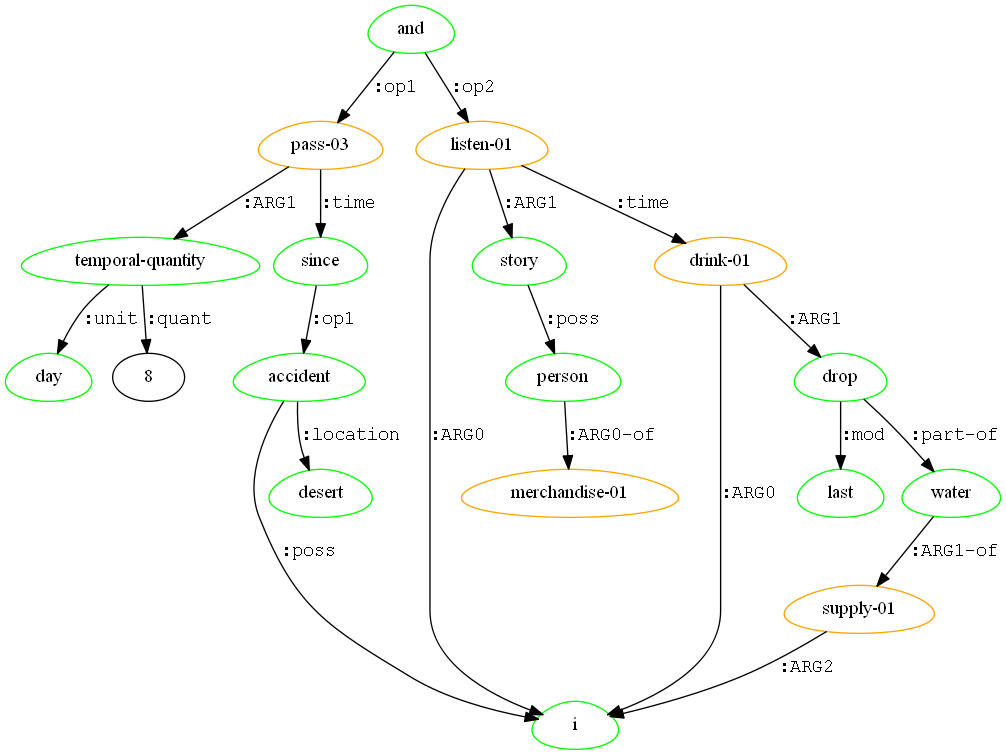 and
:op1 :op2
pass-03 listen-01
:ARG1 :time :ARG1 :time
temporal-quantity since story drink-01
:unit :quant :op1 :poss :ARG1
day 8 accident person drop
:location :ARG0 :ARG0-of :mod :part-of
desert merchandise-01 :ARG0 last water
:poss :ARG1-of
supply-01
:ARG2
i